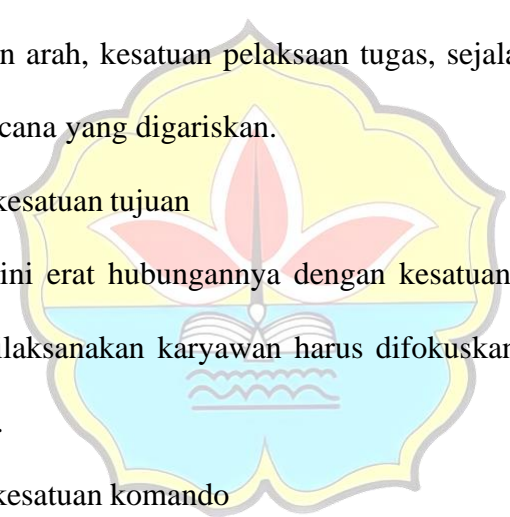 n arah, kesatuan pelaksaan tugas, sejala
cana yang digariskan.
kesatuan tujuan
ini erat hubungannya dengan kesatuan
ilaksanakan karyawan harus difokuskan
.
kesatuan komando